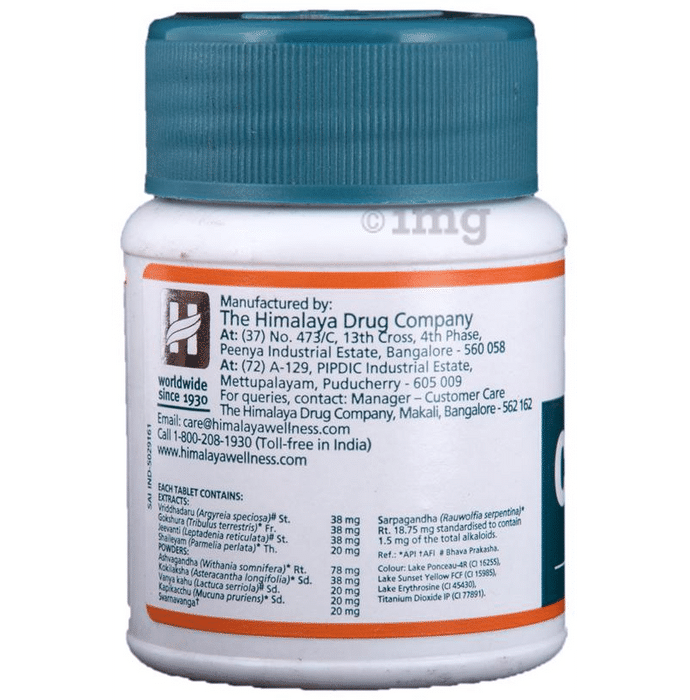 ©1mg
H
worldwide
since 1930
Manufactured by:
The Himalaya Drug Company
At: (37) No. 473/C, 13th Cross, 4th Phase,
Peenya Industrial Estate, Bangalore - 560 058
At: (72) A-129, PIPDIC Industrial Estate,
Mettupalayam, Puducherry - 605 009
For queries, contact: Manager – Customer Care
The Himalaya Drug Company, Makali, Bangalore - 562 162
Email: care@himalayawellness.com
Call 1-800-208-1930 (Toll-free in India)
www.himalayawellness.com
SAI IND-5029161
EACH TABLET CONTAINS:
EXTRACTS:
Vriddhadaru (Argyreia speciosa)# St. 38 mg
Gokshura (Tribulus terrestris)* Fr. 38 mg
Jeevanti (Leptadenia reticulata)# St. 38 mg
Shaileyam (Parmelia perlata)* Th. 20 mg
POWDERS:
Ashvagandha (Withania somnifera)* Rt. 78 mg
Kokilaksha (Asteracantha longifolia)* Sd. 38 mg
Vanya kahu (Lactuca serriola)# Sd. 20 mg
Kapikacchu (Mucuna pruriens)* Sd. 20 mg
Swarnavanga† 20 mg
Sarpagandha (Rauwolfia serpentina)*
Rt. 18.75 mg standardised to contain
1.5 mg of the total alkaloids.
Ref.: *API †AFI # Bhava Prakasha.
Colour: Lake Ponceau-4R (CI 16255),
Lake Sunset Yellow FCF (CI 15985),
Lake Erythrosine (CI 45430),
Titanium Dioxide IP (CI 77891).